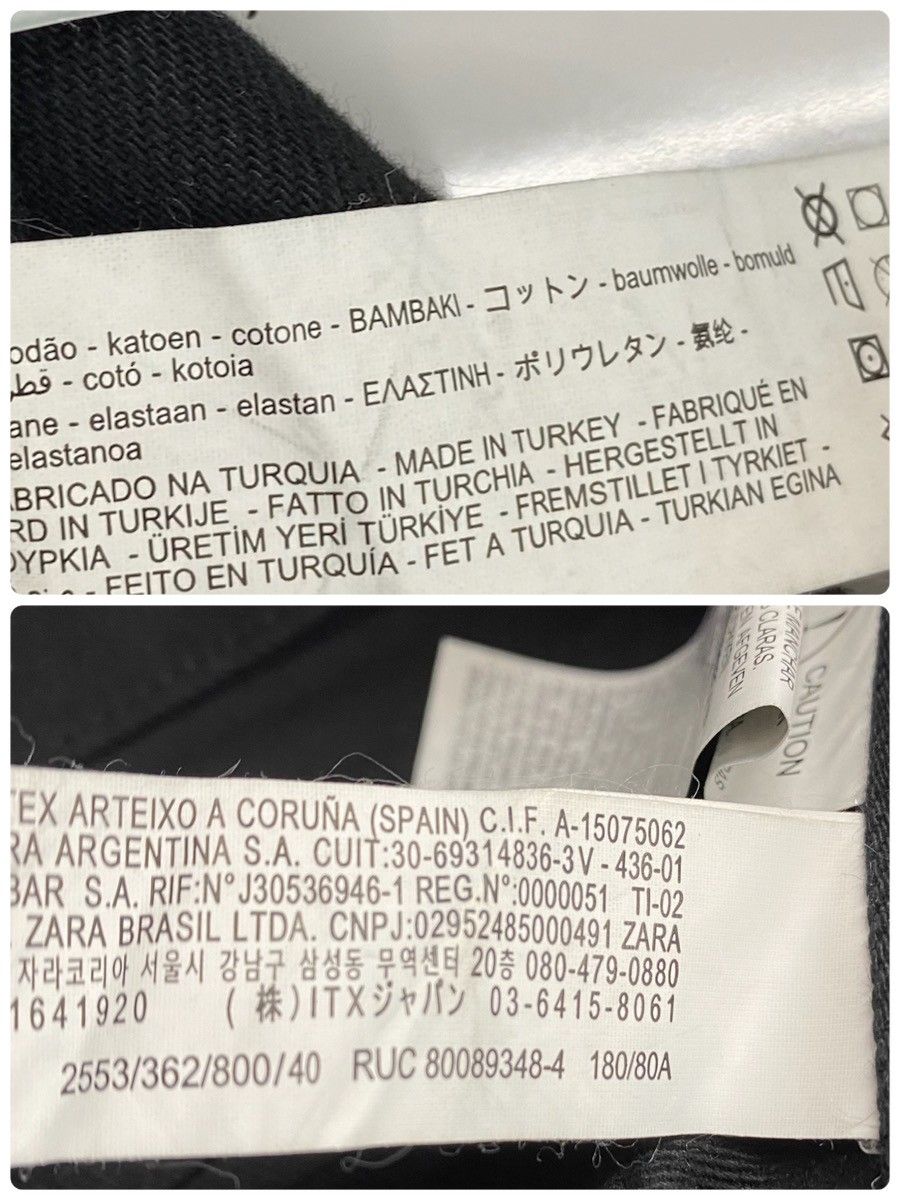 odão - katoen - cotone - BAMBAKI - コットン - baumwolle - bomuld
قطن - cotó - kotoia
ane - elastaan - elastan - ΕΛΑΣΤΙΝΗ - ポリウレタン - 氨纶 -
elastanoa
ABRICADO NA TURQUIA - MADE IN TURKEY - FABRIQUÉ EN
RD IN TURKIJE - FATTO IN TURCHIA - HERGESTELLT IN
ΟΥΡΚΙΑ - ÜRETİM YERİ TÜRKİYE - FREMSTILLET I TYRKIET -
- FEITO EN TURQUÍA - FET A TURQUIA - TURKIAN EGINA
CLARAS.
CAUTION
TEX ARTEIXO A CORUÑA (SPAIN) C.I.F. A-15075062
RA ARGENTINA S.A. CUIT:30-69314836-3V - 436-01
BAR S.A. RIF:N° J30536946-1 REG.N°:0000051 TI-02
ZARA BRASIL LTDA. CNPJ:02952485000491 ZARA
자라코리아 서울시 강남구 삼성동 무역센터 20층 080-479-0880
1641920 (株)ITXジャパン 03-6415-8061
2553/362/800/40 RUC 80089348-4 180/80A